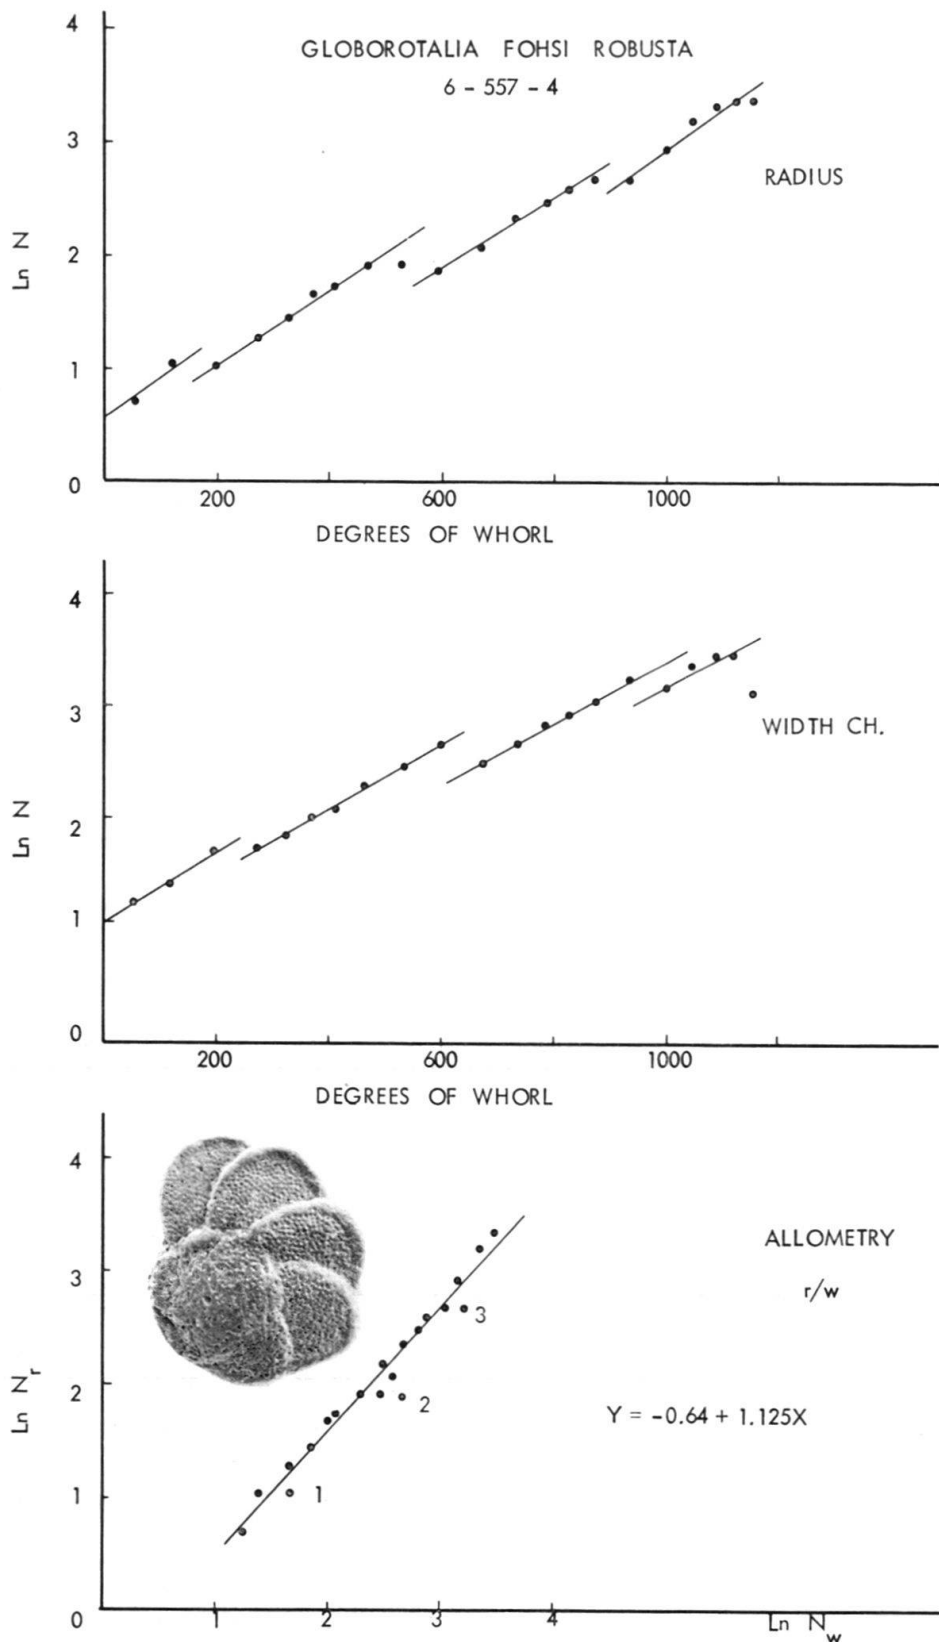 4
GLOBOROTALIA FOHSI ROBUSTA
6 - 557 - 4
3
RADIUS
Ln N
2
1
0
200 600 1000
DEGREES OF WHORL
4
3
WIDTH CH.
Ln N
2
1
0
200 600 1000
DEGREES OF WHORL
4
ALLOMETRY
r/w
3
3
Ln Nr
2
2
Y = -0.64 + 1.125X
1
1
0
1 2 3 4 Ln Nw